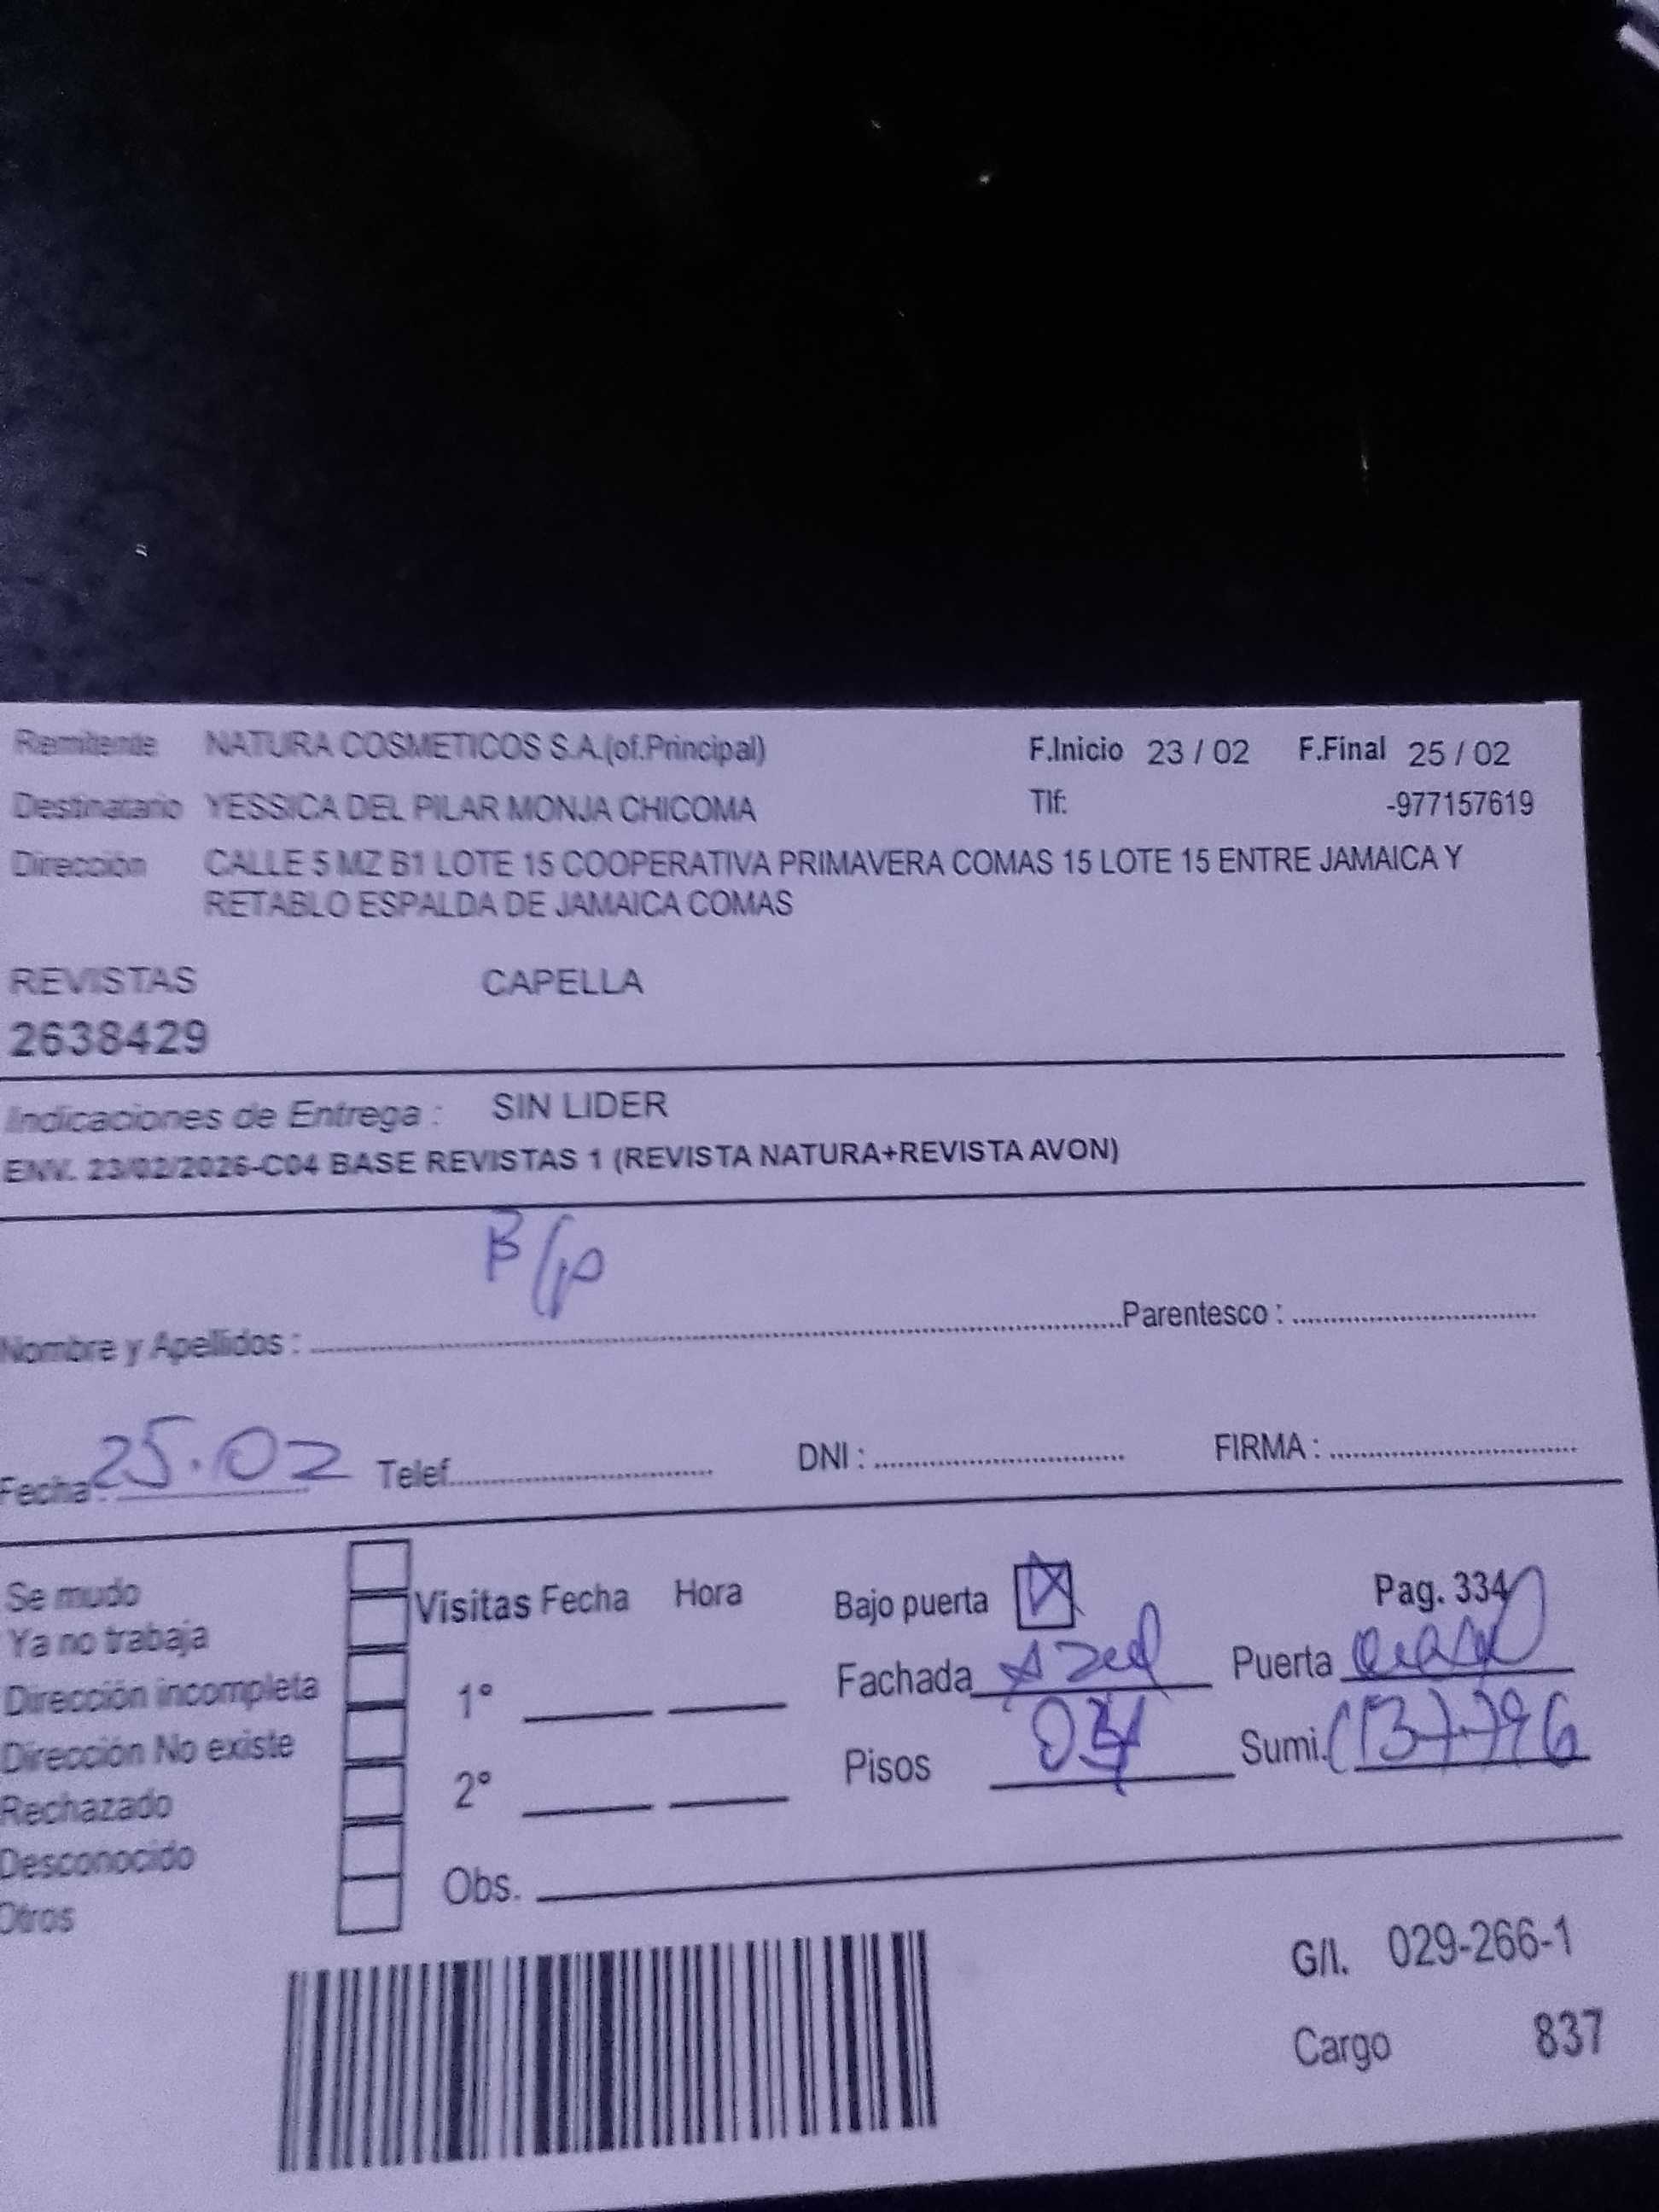 Remitente NATURA COSMETICOS S.A.(of.Principal) F.Inicio 23 / 02 F.Final 25 / 02
Destinatario YESSICA DEL PILAR MONJA CHICOMA Tlf: -977157619
Dirección CALLE 5 MZ B1 LOTE 15 COOPERATIVA PRIMAVERA COMAS 15 LOTE 15 ENTRE JAMAICA Y
RETABLO ESPALDA DE JAMAICA COMAS
REVISTAS CAPELLA
2638429
Indicaciones de Entrega : SIN LIDER
ENV. 23/02/2026-C04 BASE REVISTAS 1 (REVISTA NATURA+REVISTA AVON)
B/p
Nombre y Apellidos : Parentesco :
Fecha: 25.02 Telef. DNI : FIRMA :
Se mudo
Ya no trabaja
Dirección incompleta
Dirección No existe
Rechazado
Desconocido
Otros
Visitas Fecha Hora
1°
2°
Obs.
Bajo puerta Pag. 334
Fachada Azul Puerta
Pisos Sumi.
G/I. 029-266-1
Cargo 837